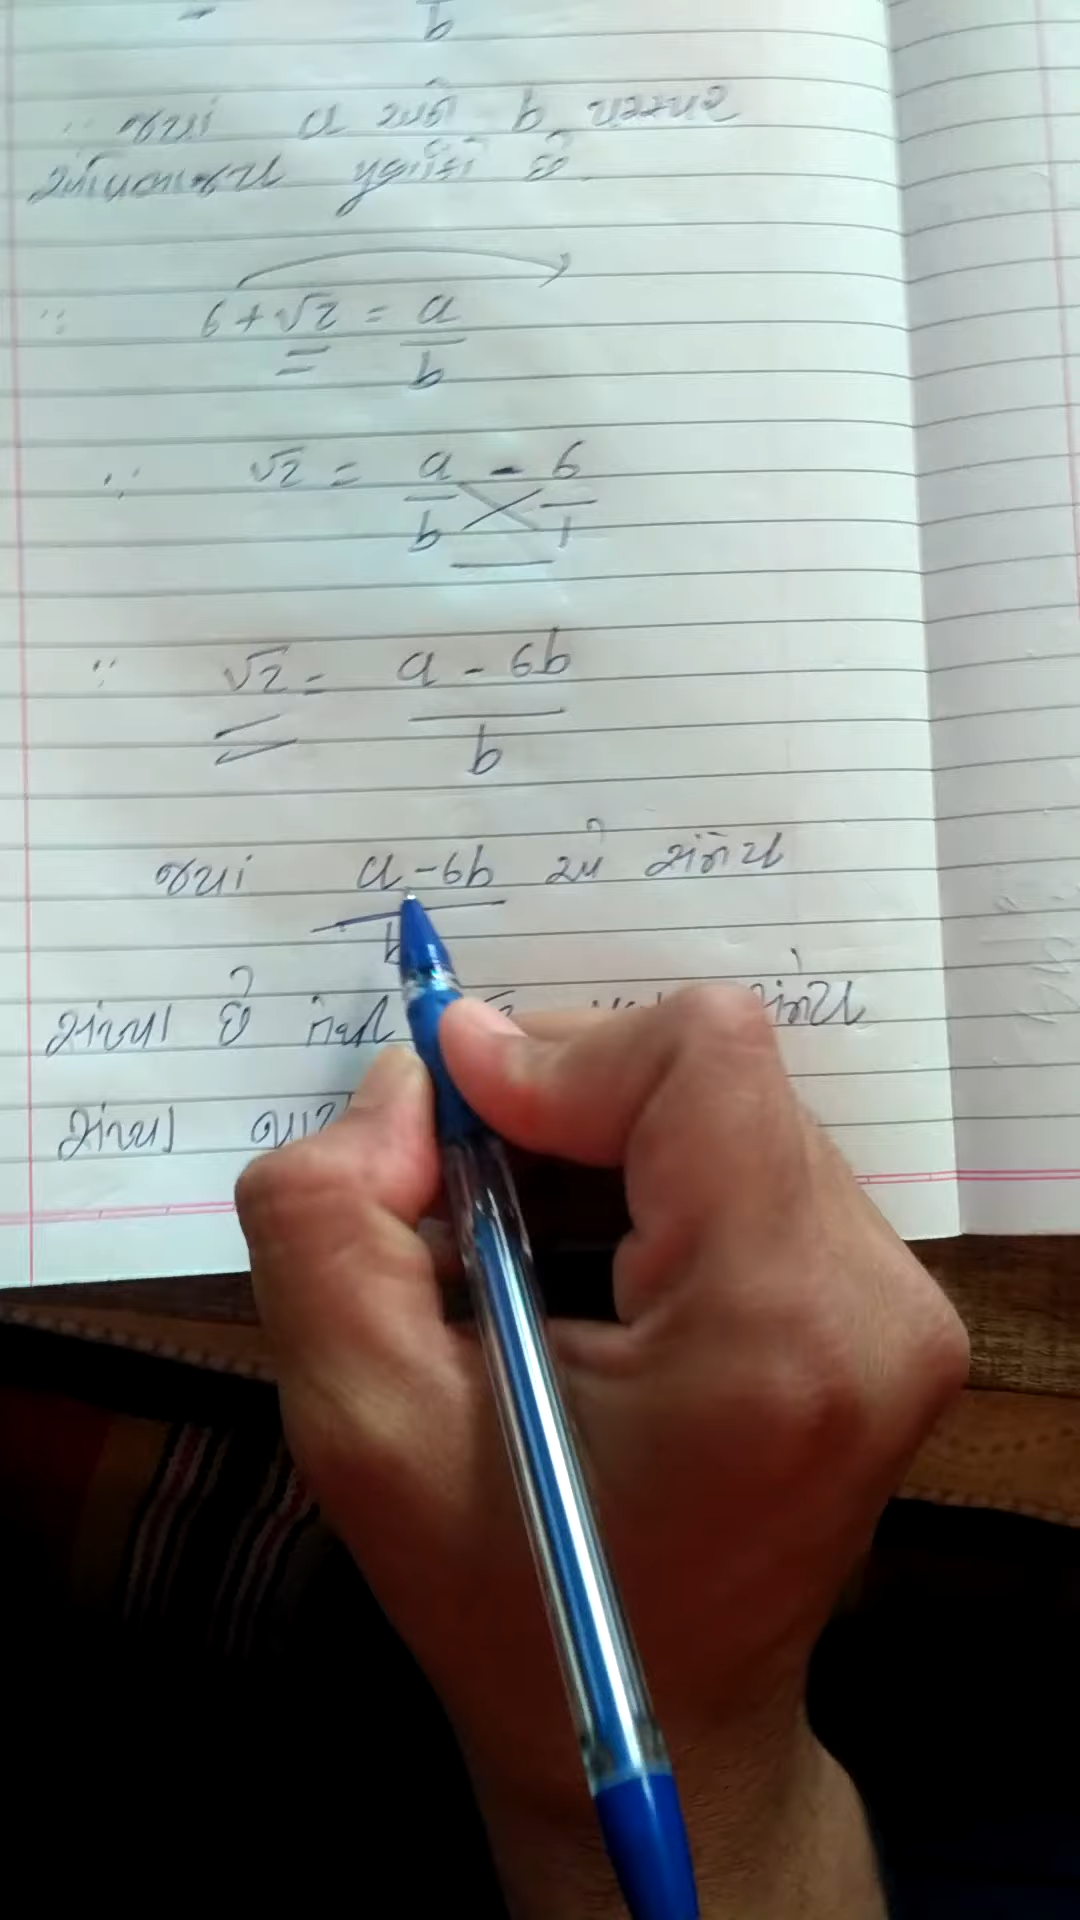 b
∵ જ્યાં a અને b પરસ્પર
અવિભાજ્ય પૂર્ણાંકો છે.
∵ 6+√2 = a/b
∵ √2 = a/b - 6/1
∵ √2 = a - 6b / b
જ્યાં a-6b / b એ સંમેય
સંખ્યા છે તેથી સંમેય
સંખ્યા